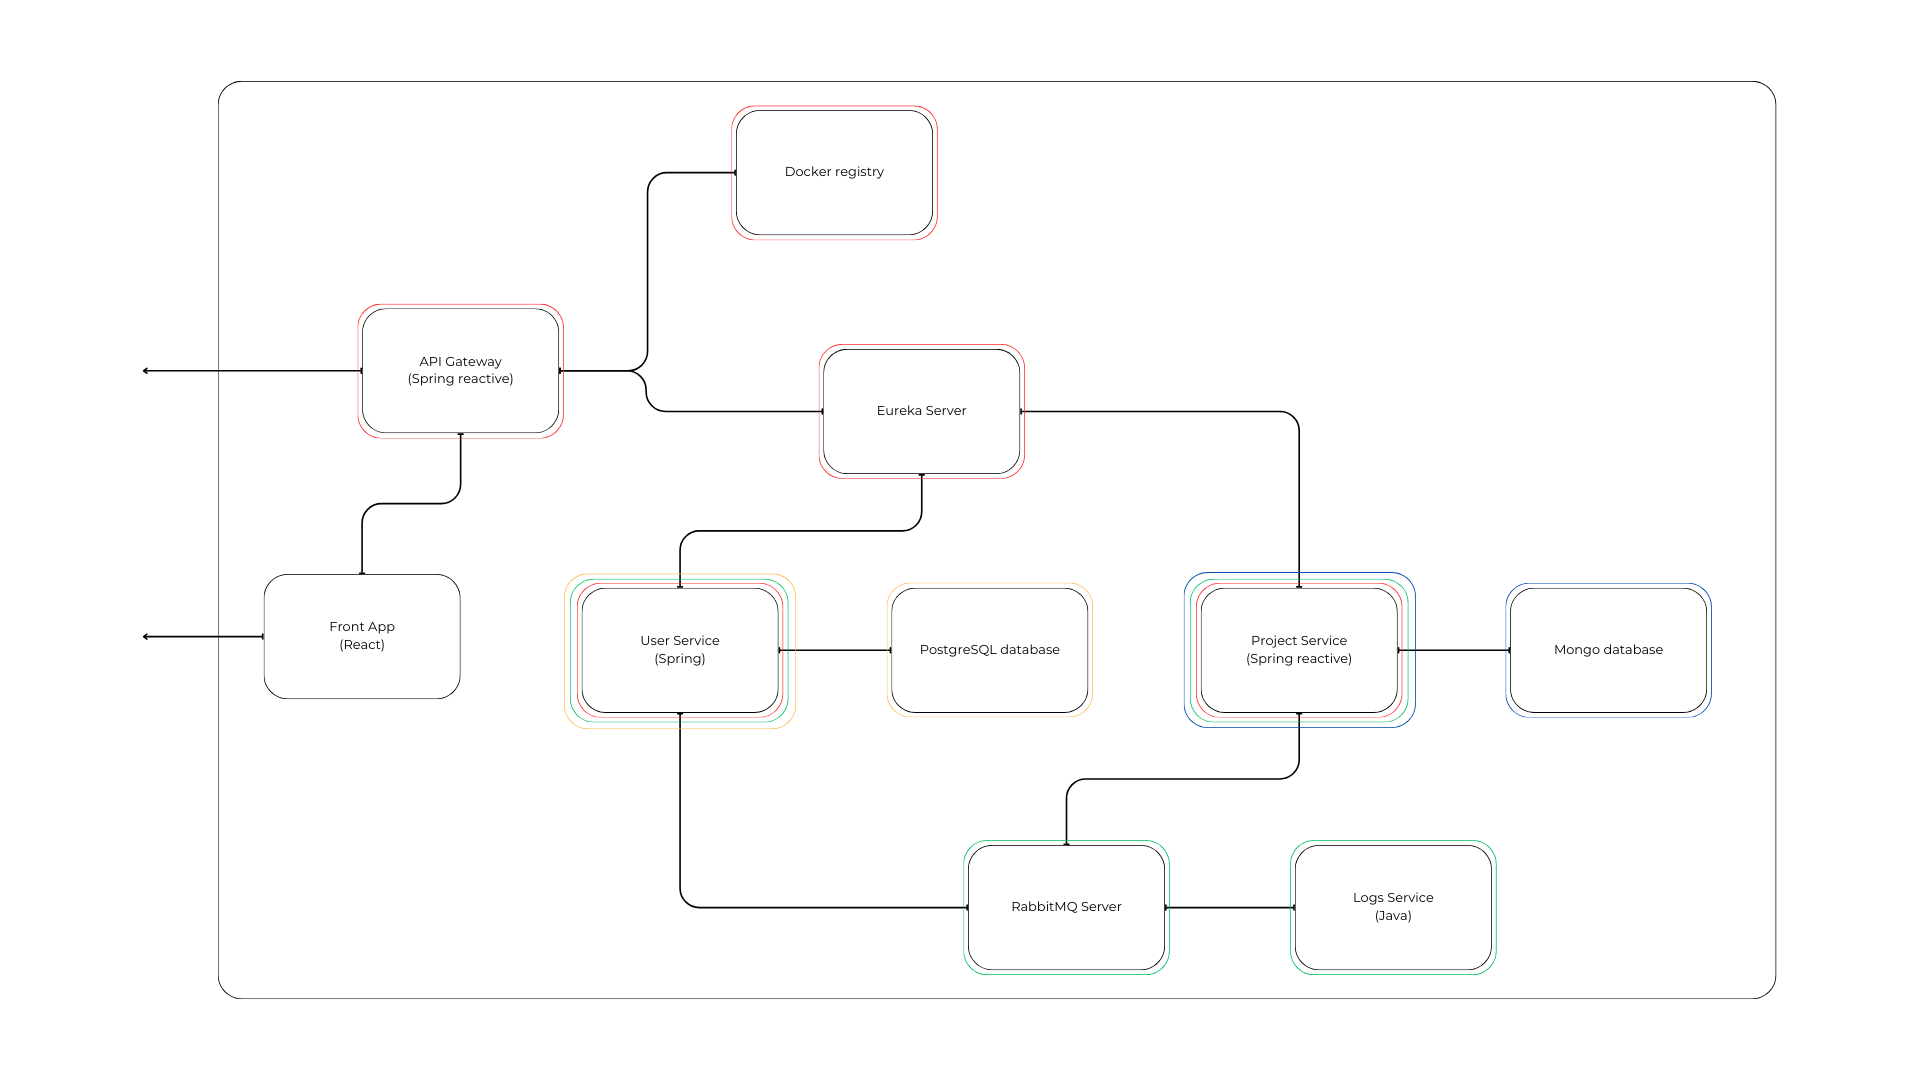 Docker registry
API Gateway
(Spring reactive)
Eureka Server
Front App
(React)
User Service
(Spring)
PostgreSQL database
Project Service
(Spring reactive)
Mongo database
RabbitMQ Server
Logs Service
(Java)